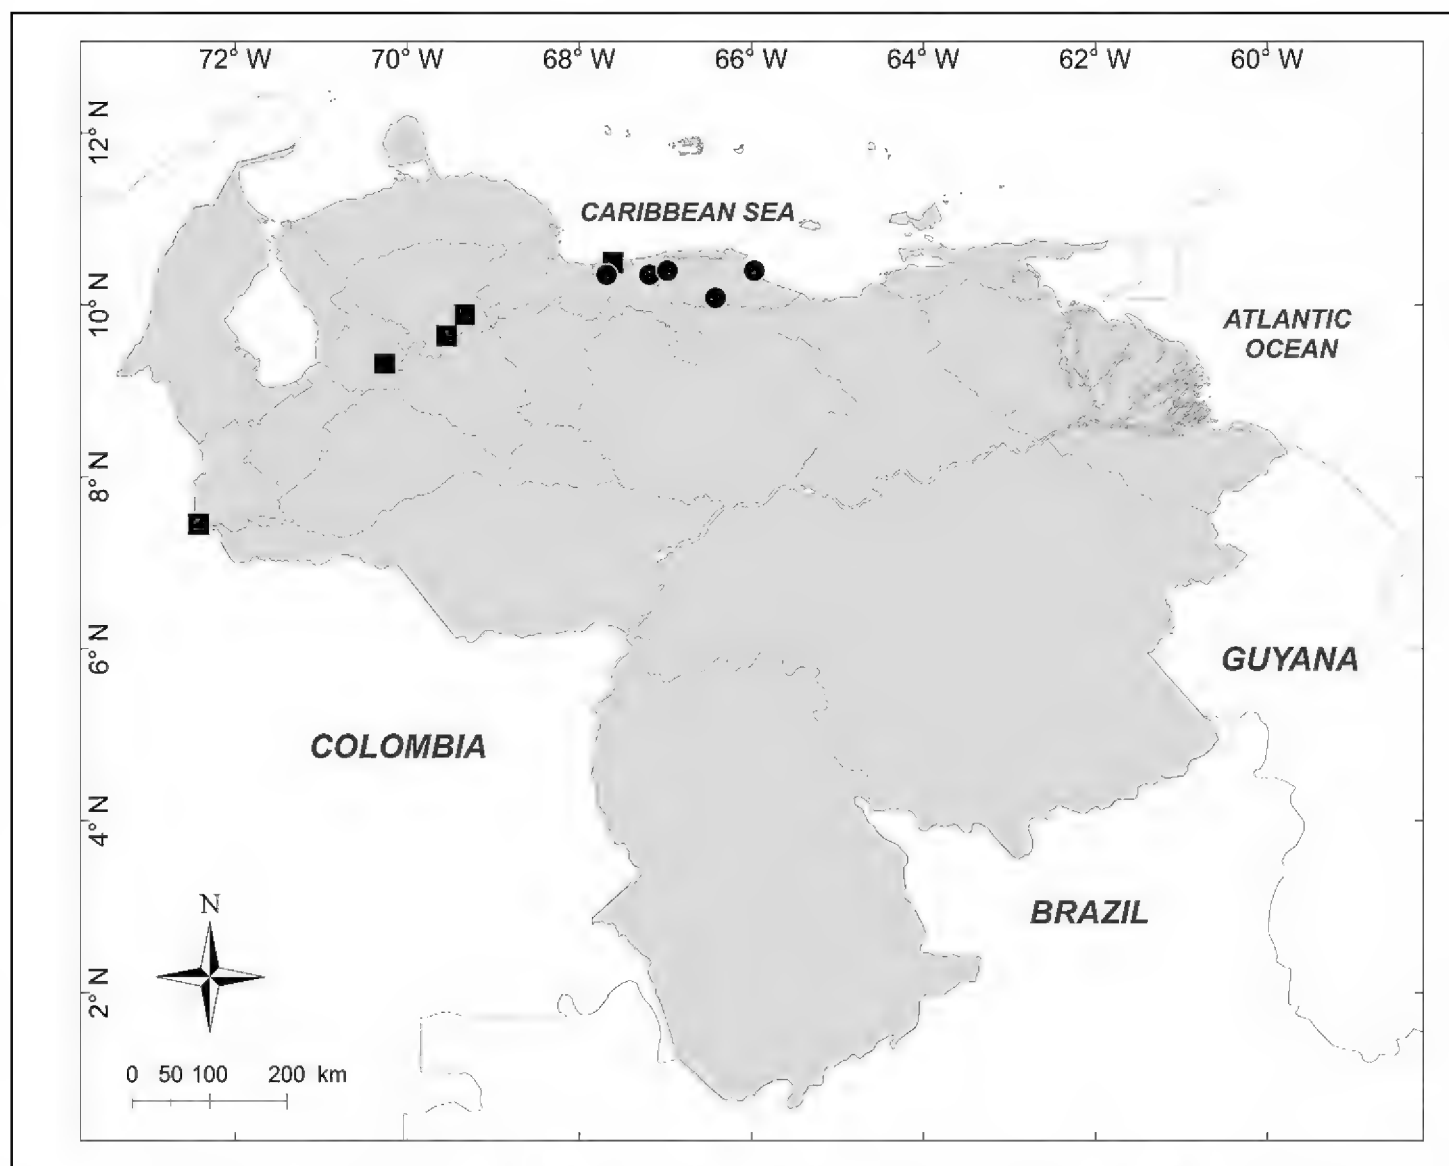 72° W 70° W 68° W 66° W 64° W 62° W 60° W
12° N
10° N
8° N
6° N
4° N
2° N
CARIBBEAN SEA
ATLANTIC
OCEAN
GUYANA
COLOMBIA
BRAZIL
N
0 50 100 200 km